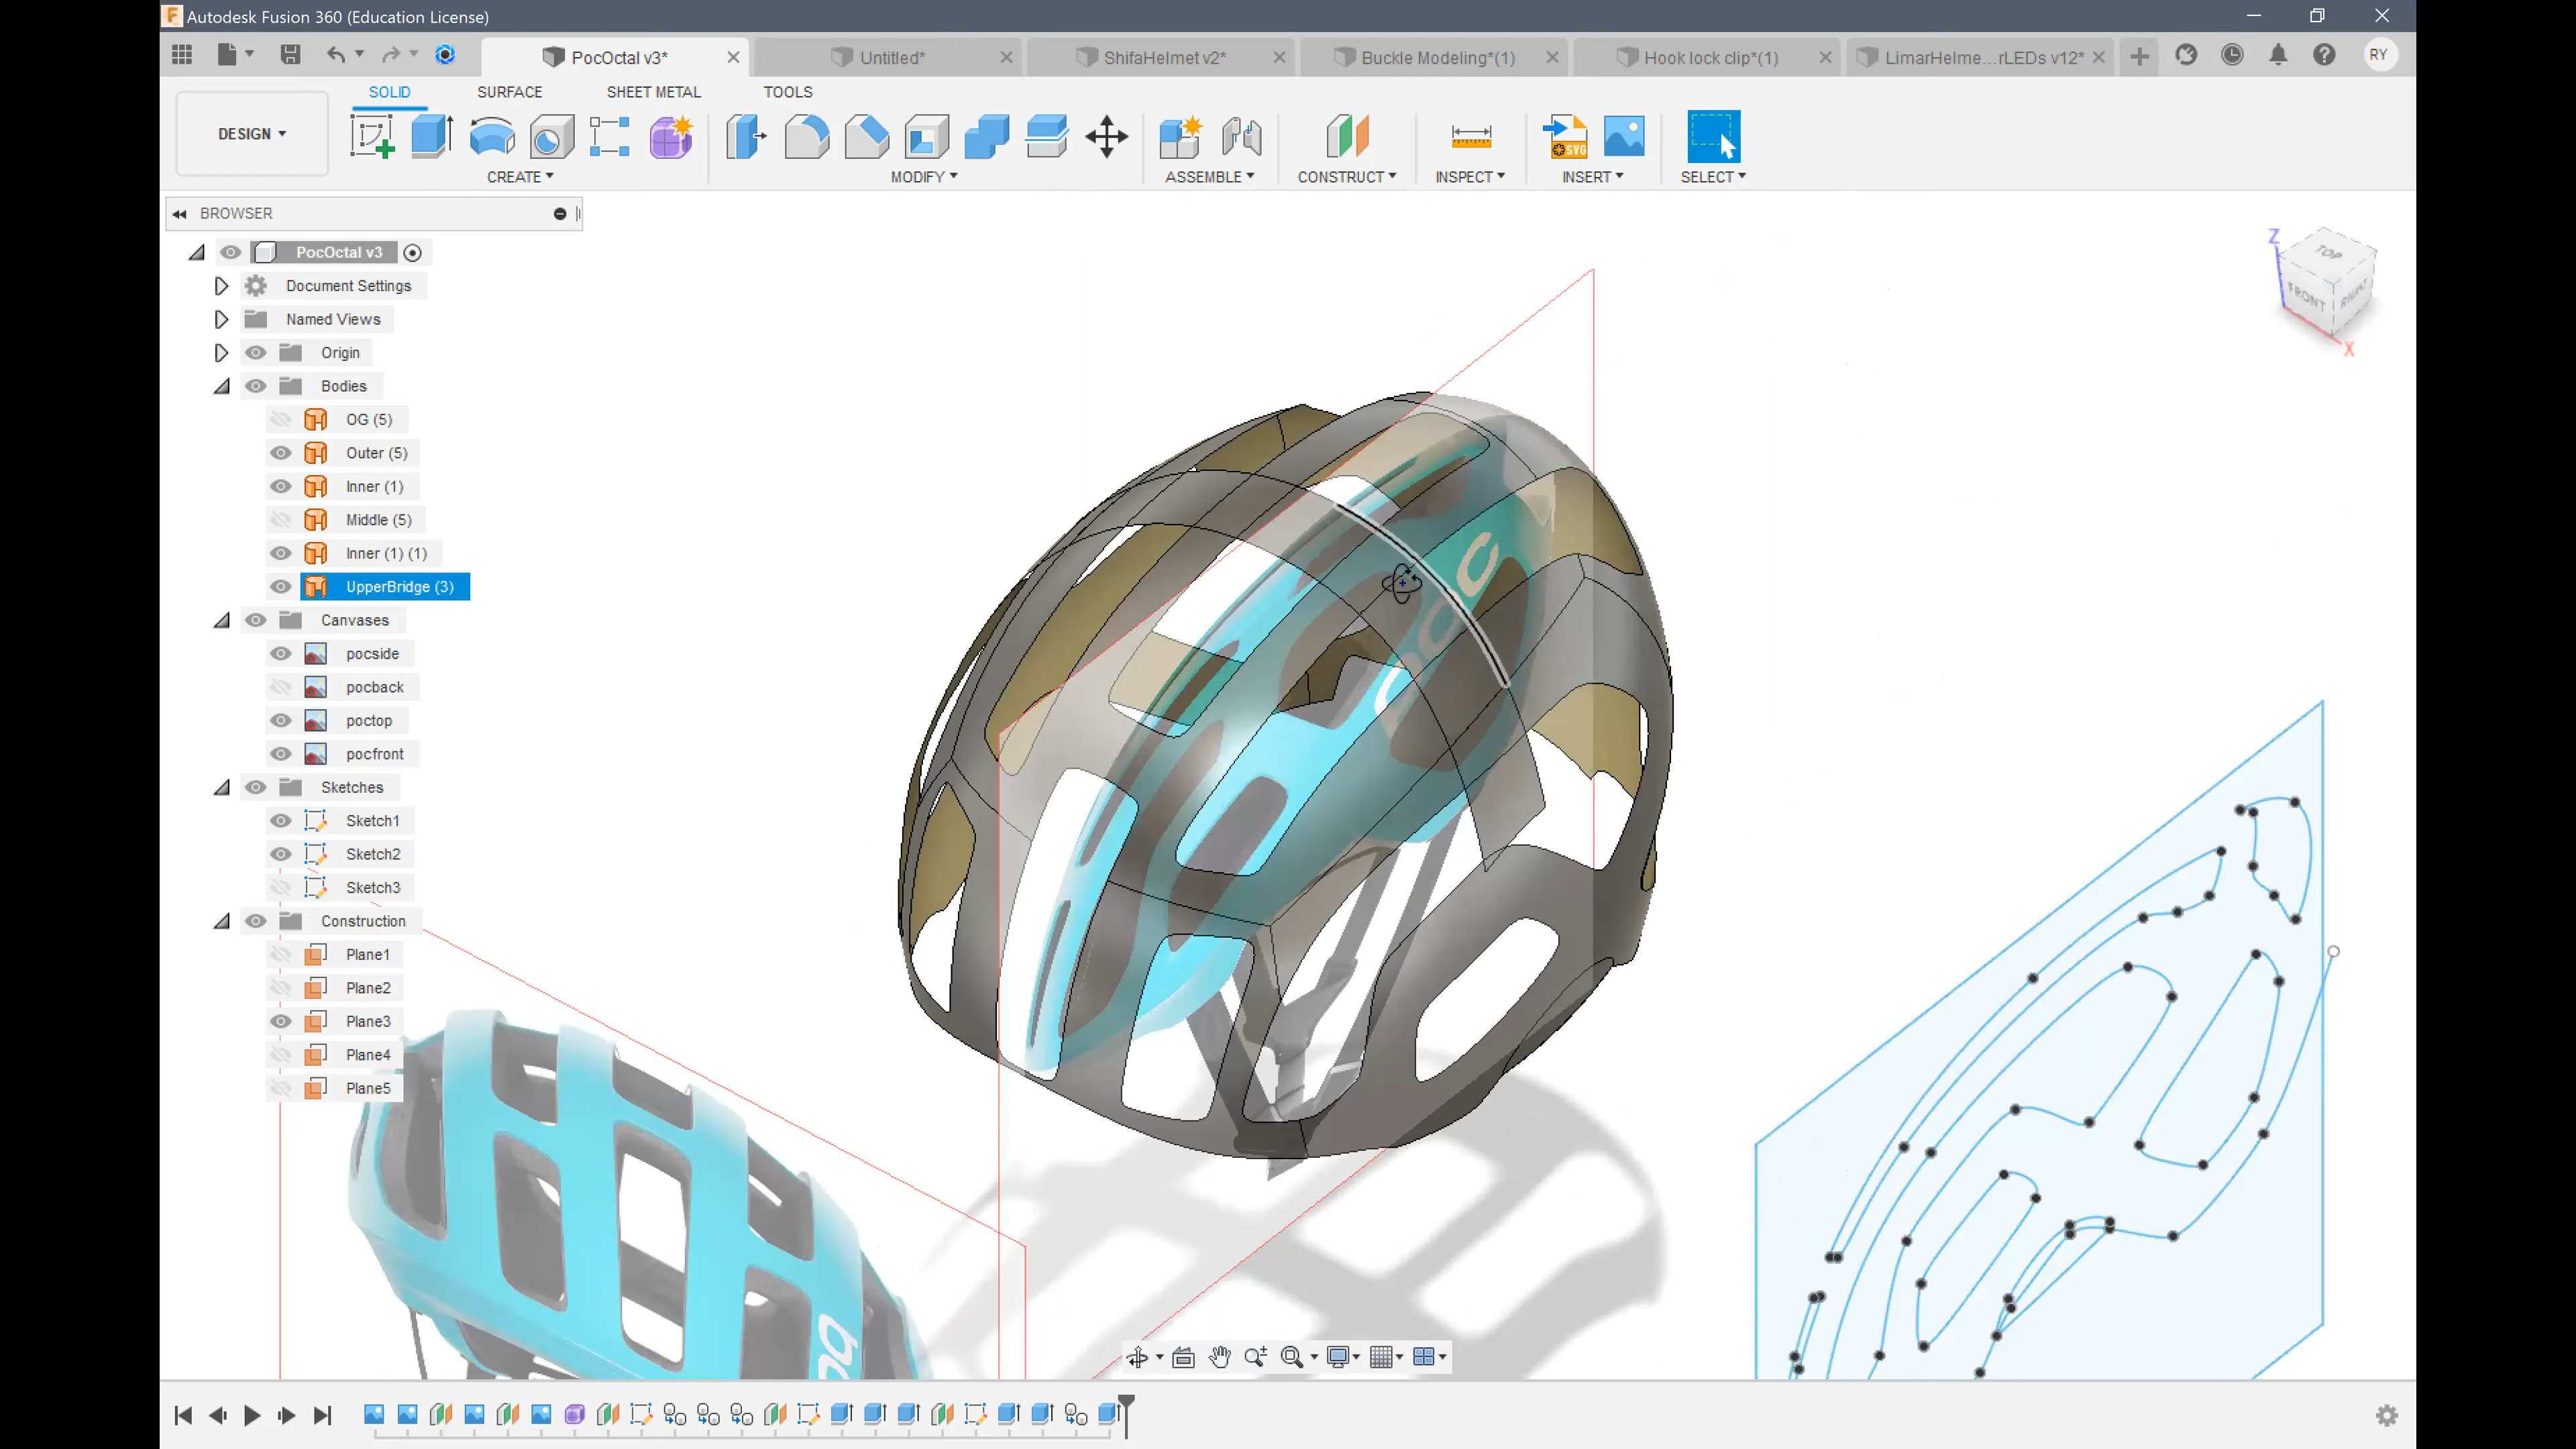 Autodesk Fusion 360 (Education License)
PocOctal v3*
Untitled*
ShifaHelmet v2*
Buckle Modeling*(1)
Hook lock clip*(1)
LimarHelme...rLEDs v12*
RY
SOLID
SURFACE
SHEET METAL
TOOLS
DESIGN
CREATE
MODIFY
ASSEMBLE
CONSTRUCT
INSPECT
SVG
INSERT
SELECT
BROWSER
PocOctal v3
Document Settings
Named Views
Origin
Bodies
OG (5)
Outer (5)
Inner (1)
Middle (5)
Inner (1) (1)
UpperBridge (3)
Canvases
pocside
pocback
poctop
pocfront
Sketches
Sketch1
Sketch2
Sketch3
Construction
Plane1
Plane2
Plane3
Plane4
Plane5
Z
TOP
FRONT
RIGHT
X
poc